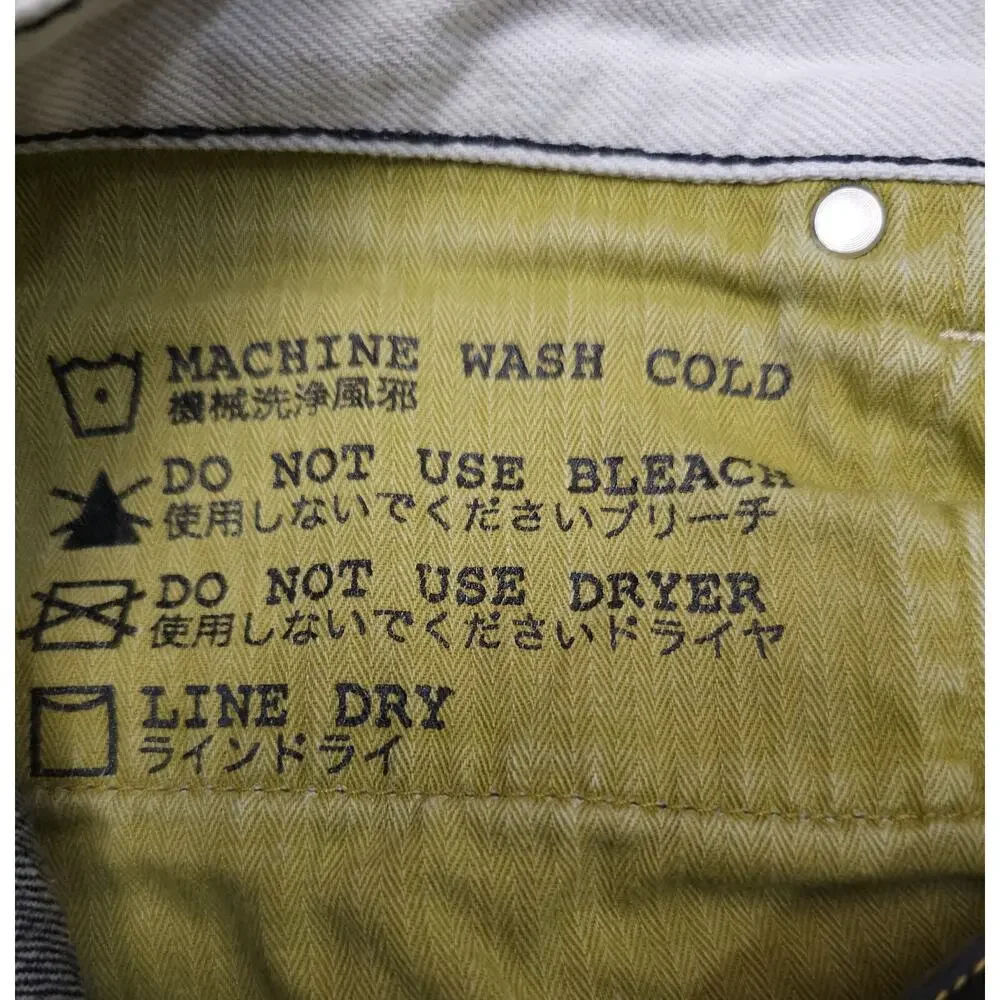 MACHINE WASH COLD
機械洗浄風邪
DO NOT USE BLEACH
使用しないでくださいブリーチ
DO NOT USE DRYER
使用しないでくださいドライヤ
LINE DRY
ラインドライ